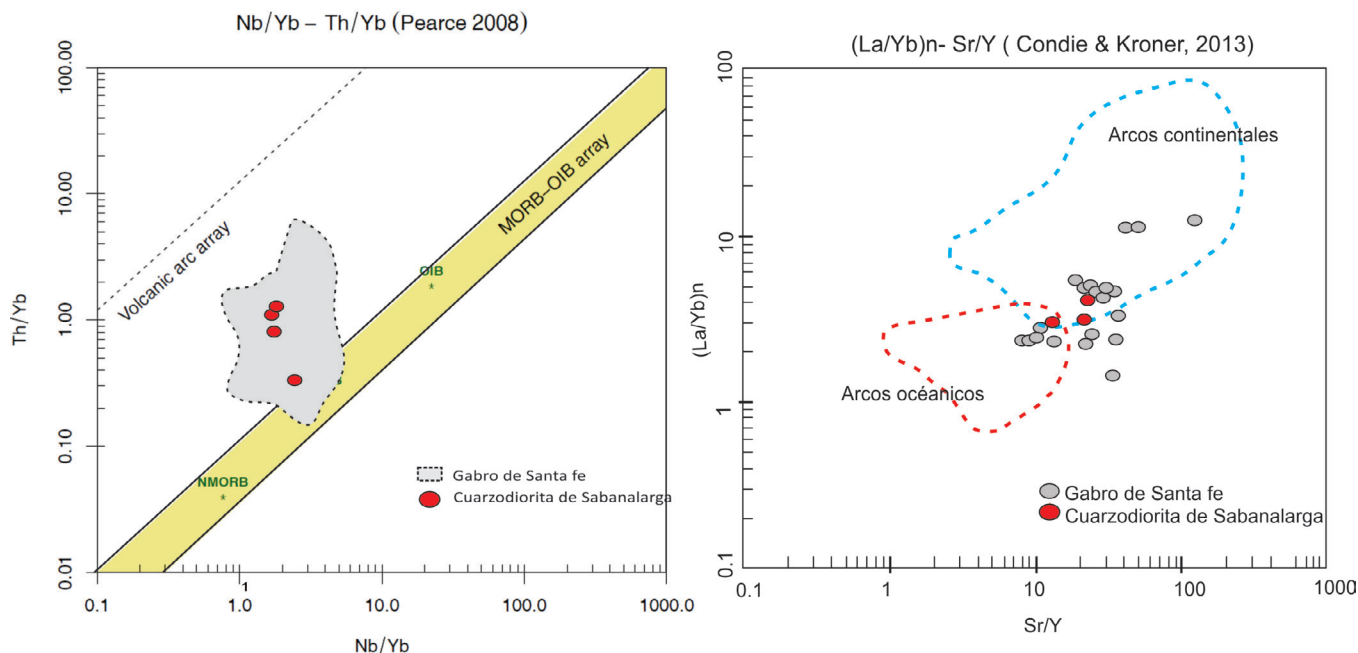 Nb/Yb – Th/Yb (Pearce 2008)
100.00
10.00
1.00
0.10
0.01
Th/Yb
Volcanic arc array
MORB–OIB array
OIB
NMORB
Gabro de Santa fe
Cuarzodiorita de Sabanalarga
0.1
1.0
10.0
100.0
1000.0
Nb/Yb
(La/Yb)n- Sr/Y ( Condie & Kroner, 2013)
100
10
1
0.1
(La/Yb)n
Arcos continentales
Arcos océanicos
Gabro de Santa fe
Cuarzodiorita de Sabanalarga
0.1
1
10
100
1000
Sr/Y